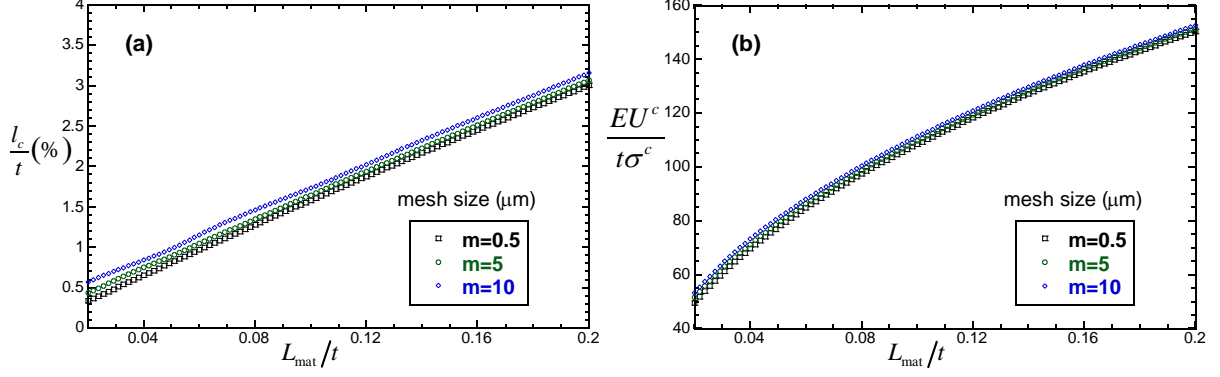 (a)
l_c/t (%)
4
3.5
3
2.5
2
1.5
1
0.5
0
0.04 0.08 0.12 0.16 0.2
L_mat/t
mesh size (μm)
m=0.5
m=5
m=10
(b)
EU^c/tσ^c
160
140
120
100
80
60
40
0.04 0.08 0.12 0.16 0.2
L_mat/t
mesh size (μm)
m=0.5
m=5
m=10